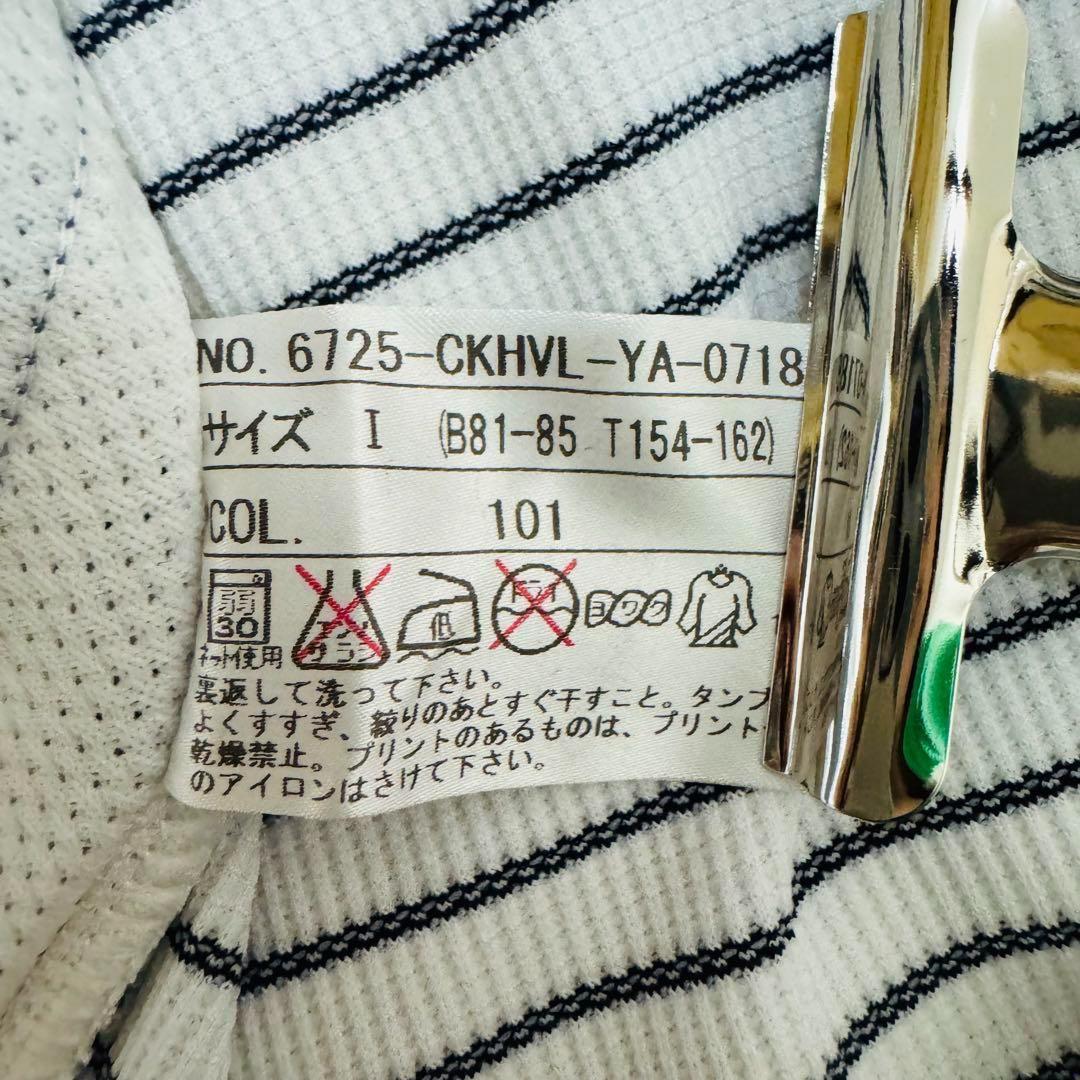 NO. 6725-CKHVL-YA-0718
サイズ I (B81-85 T154-162)
COL. 101
弱
30
ネット使用
エンソ
サラシ
低
ドライ
ヨワク
裏返して洗って下さい。
よくすすぎ、絞りのあとすぐ干すこと。タンブ
乾燥禁止。プリントのあるものは、プリント
のアイロンはさけて下さい。